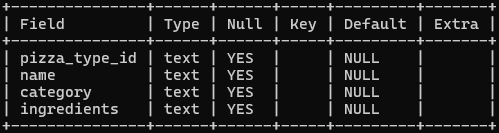 +---------------+------+------+-----+---------+-------+
| Field         | Type | Null | Key | Default | Extra |
+---------------+------+------+-----+---------+-------+
| pizza_type_id | text | YES  |     | NULL    |       |
| name          | text | YES  |     | NULL    |       |
| category      | text | YES  |     | NULL    |       |
| ingredients   | text | YES  |     | NULL    |       |
+---------------+------+------+-----+---------+-------+